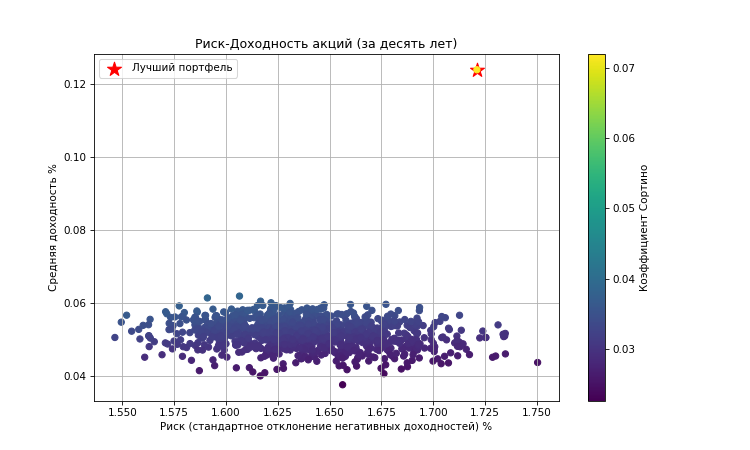 Риск-Доходность акций (за десять лет)
Лучший портфель
0.12
0.10
0.08
0.06
0.04
Средняя доходность %
1.550 1.575 1.600 1.625 1.650 1.675 1.700 1.725 1.750
Риск (стандартное отклонение негативных доходностей) %
0.07
0.06
0.05
0.04
0.03
Коэффициент Сортино